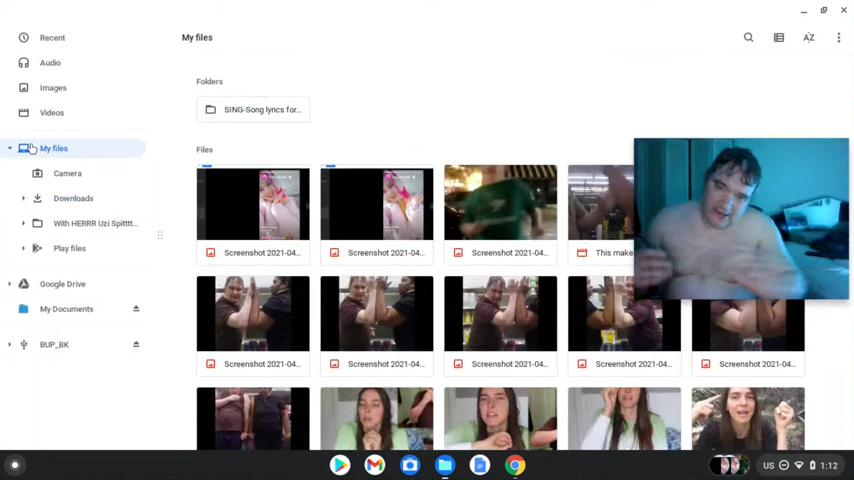 My files
Recent
Audio
Images
Videos
My files
Camera
Downloads
With HERRR Uzi Spitttt...
Play files
Google Drive
My Documents
BUP_BK
AZ
Folders
SING-Song lyrics for...
Files
Screenshot 2021-04...
Screenshot 2021-04...
Screenshot 2021-04...
This make
Screenshot 2021-04...
Screenshot 2021-04...
Screenshot 2021-04...
Screenshot 2021-04...
Screenshot 2021-04...
US
1:12